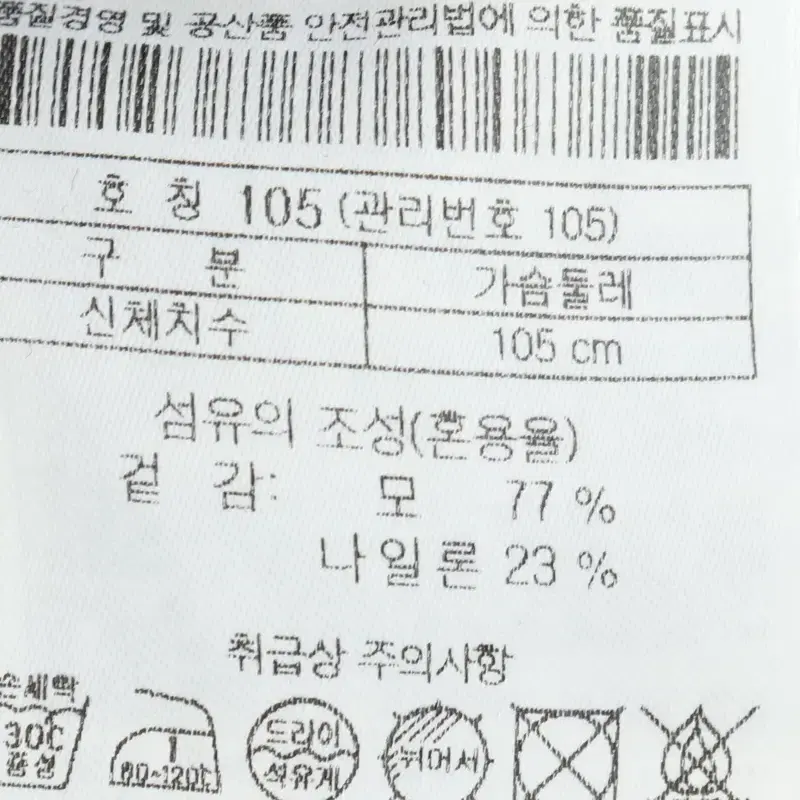 품질경영 및 공산품 안전관리법에 의한 품질표시
호 칭 105 (관리번호 105)
구 분 가슴둘레
신체치수 105 cm
섬유의 조성(혼용율)
겉 감: 모 77 %
나일론 23 %
취급상 주의사항
손세탁
30℃
중성
80~120℃
드라이
석유계
뉘어서